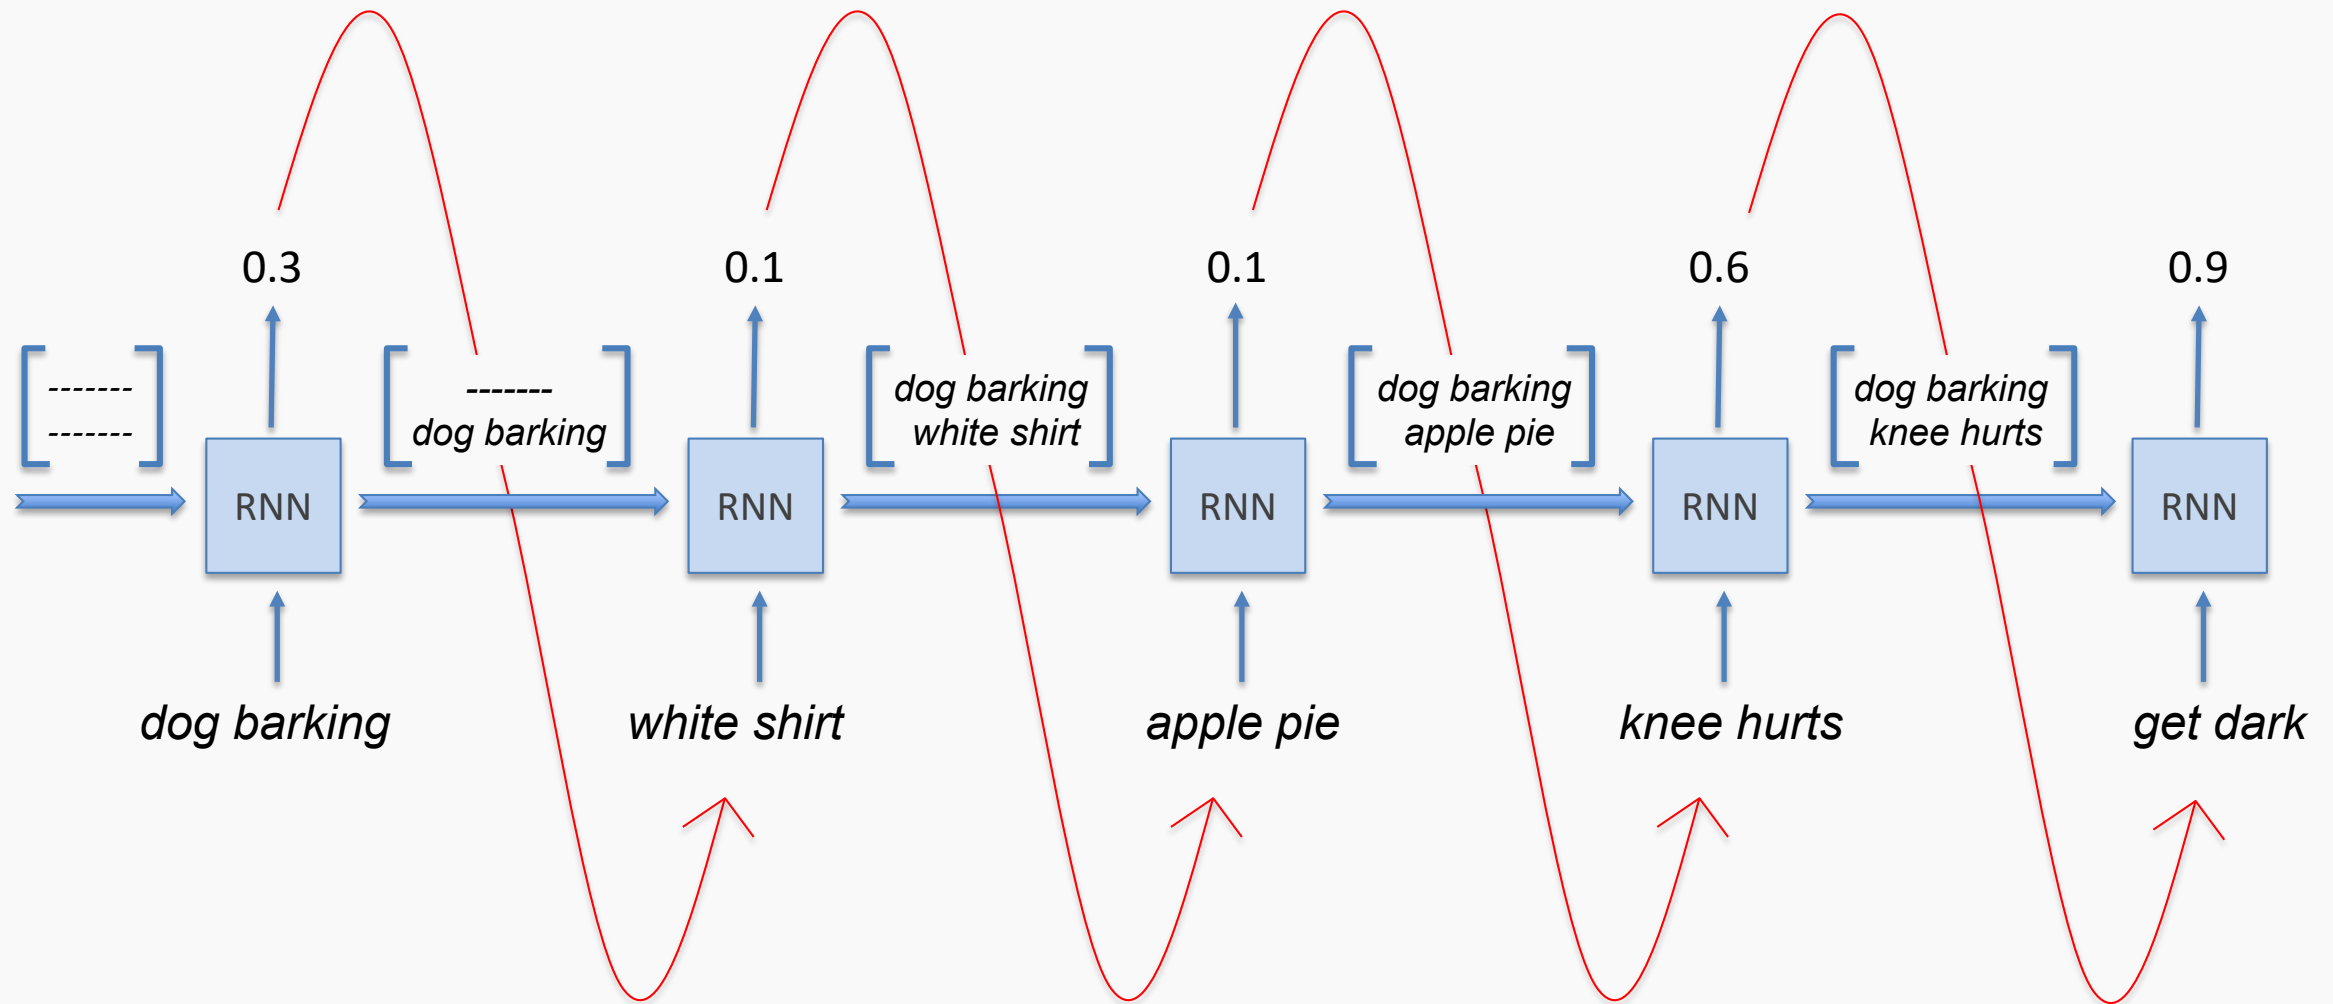 0.3
0.1
0.1
0.6
0.9
-------
-------
-------
dog barking
dog barking
white shirt
dog barking
apple pie
dog barking
knee hurts
RNN
RNN
RNN
RNN
RNN
dog barking
white shirt
apple pie
knee hurts
get dark